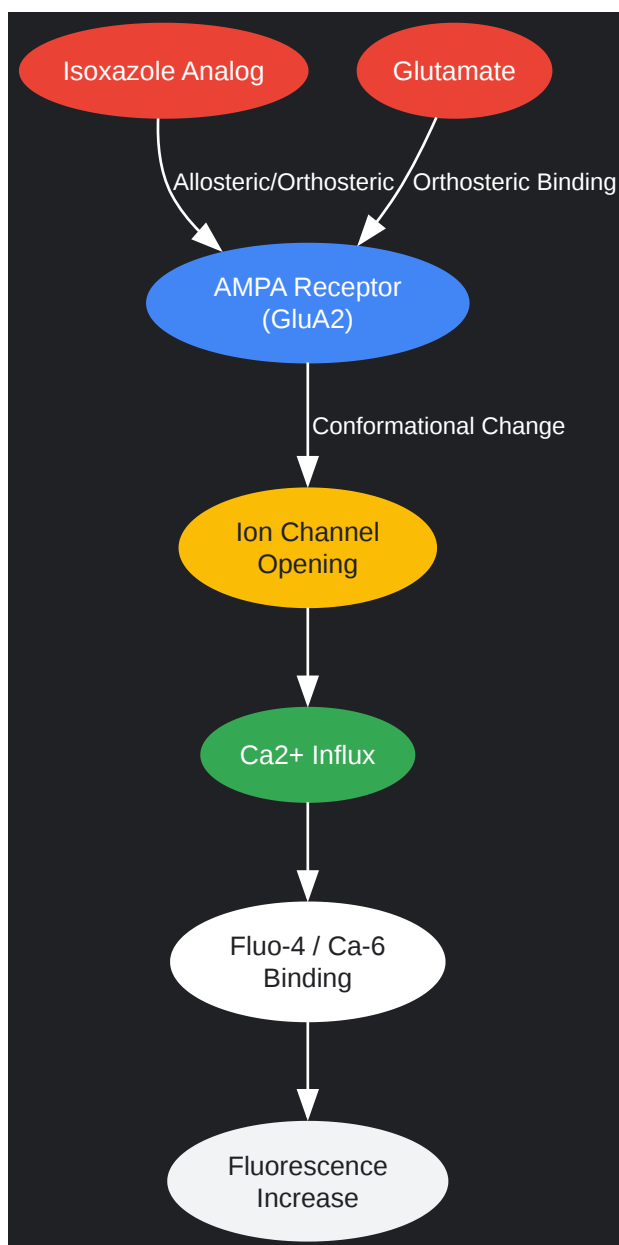 Isoxazole Analog
Glutamate
Allosteric/Orthosteric
Orthosteric Binding
AMPA Receptor
(GluA2)
Conformational Change
Ion Channel
Opening
Ca2+ Influx
Fluo-4 / Ca-6
Binding
Fluorescence
Increase